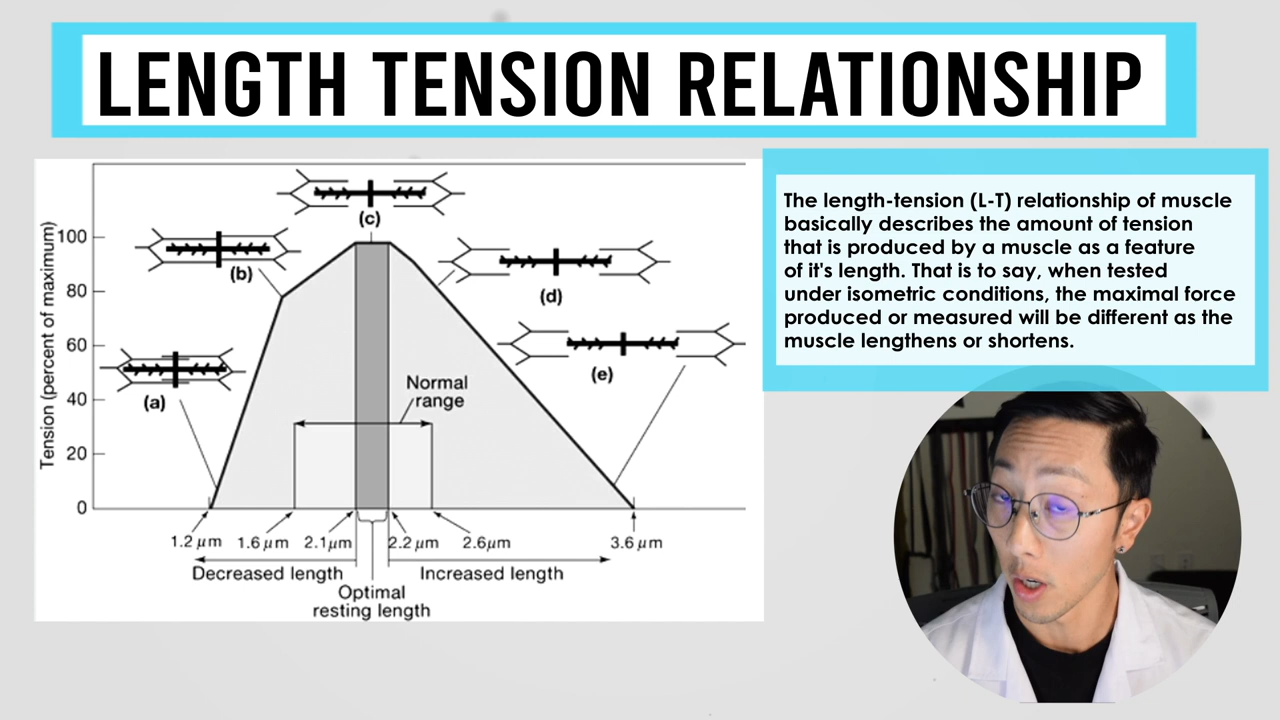 LENGTH TENSION RELATIONSHIP
The length-tension (L-T) relationship of muscle
basically describes the amount of tension
that is produced by a muscle as a feature
of it's length. That is to say, when tested
under isometric conditions, the maximal force
produced or measured will be different as the
muscle lengthens or shortens.
Tension (percent of maximum)
100
80
60
40
20
0
(a)
(b)
(c)
(d)
(e)
Normal
range
1.2 μm
1.6 μm
2.1μm
2.2 μm
2.6μm
3.6 μm
Decreased length
Increased length
Optimal
resting length